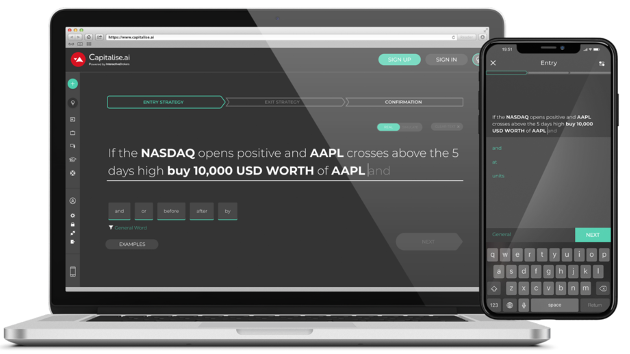 https://www.capitalise.ai
Capitalise.ai
SIGN UP
SIGN IN
ENTRY STRATEGY
EXIT STRATEGY
CONFIRMATION
If the NASDAQ opens positive and AAPL crosses above the 5
days high buy 10,000 USD WORTH of AAPL and
and or before after by
General Word
EXAMPLES
NEXT
10:51
Entry
If the NASDAQ opens positive and AAPL
crosses above the 5 days high buy 10,000
USD WORTH of AAPL and
and
at
units
General
NEXT
q w e r t y u i o p
a s d f g h j k l
z x c v b n m
123 space Return